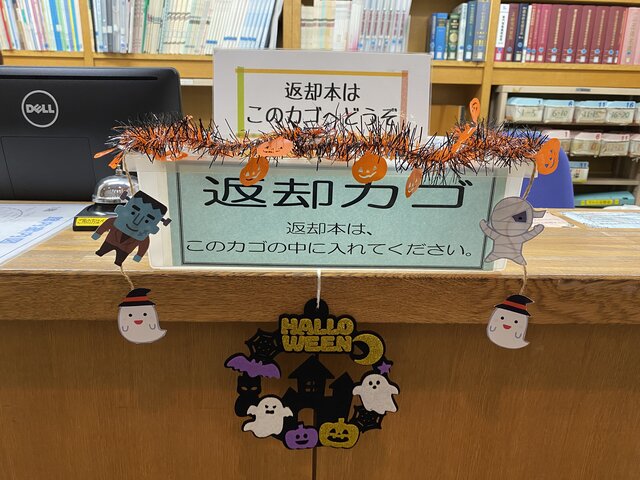 返却本は
このカゴへどうぞ
DELL
返却カゴ
返却本は、
このカゴの中に入れてください。
HALLO
WEEN